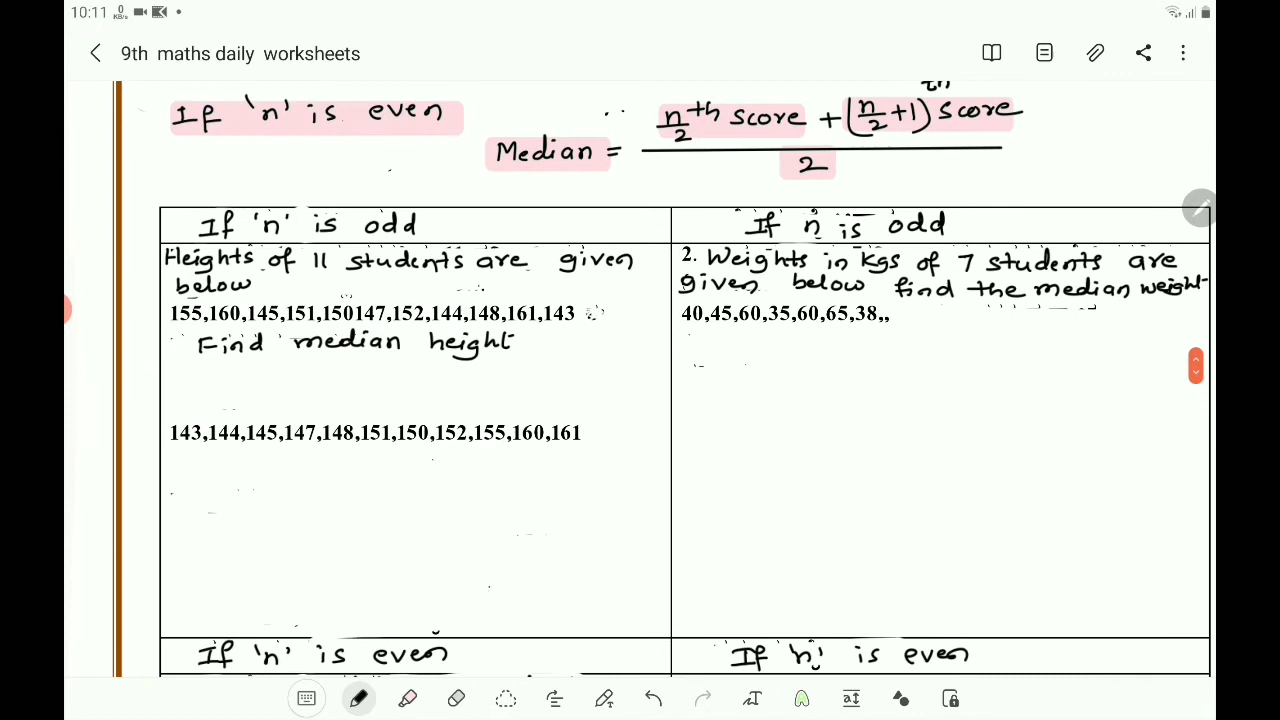 10:11 0 KB/s
9th maths daily worksheets
If 'n' is even
Median = n/2 th score + (n/2 +1) th score
2
If 'n' is odd
Heights of 11 students are given
below
155,160,145,151,150147,152,144,148,161,143
Find median height
143,144,145,147,148,151,150,152,155,160,161
If n is odd
2. Weights in kgs of 7 students are
given below find the median weight
40,45,60,35,60,65,38,,
If 'n' is even
If 'n' is even